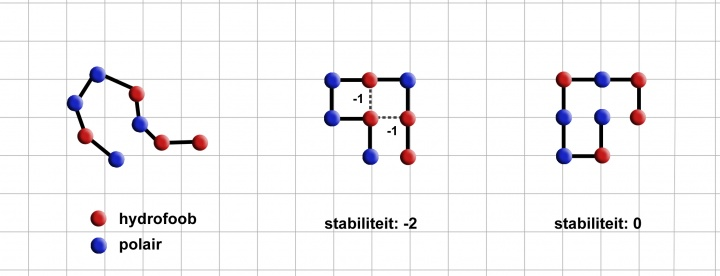 -1
-1
hydrofoob
polair
stabiliteit: -2
stabiliteit: 0